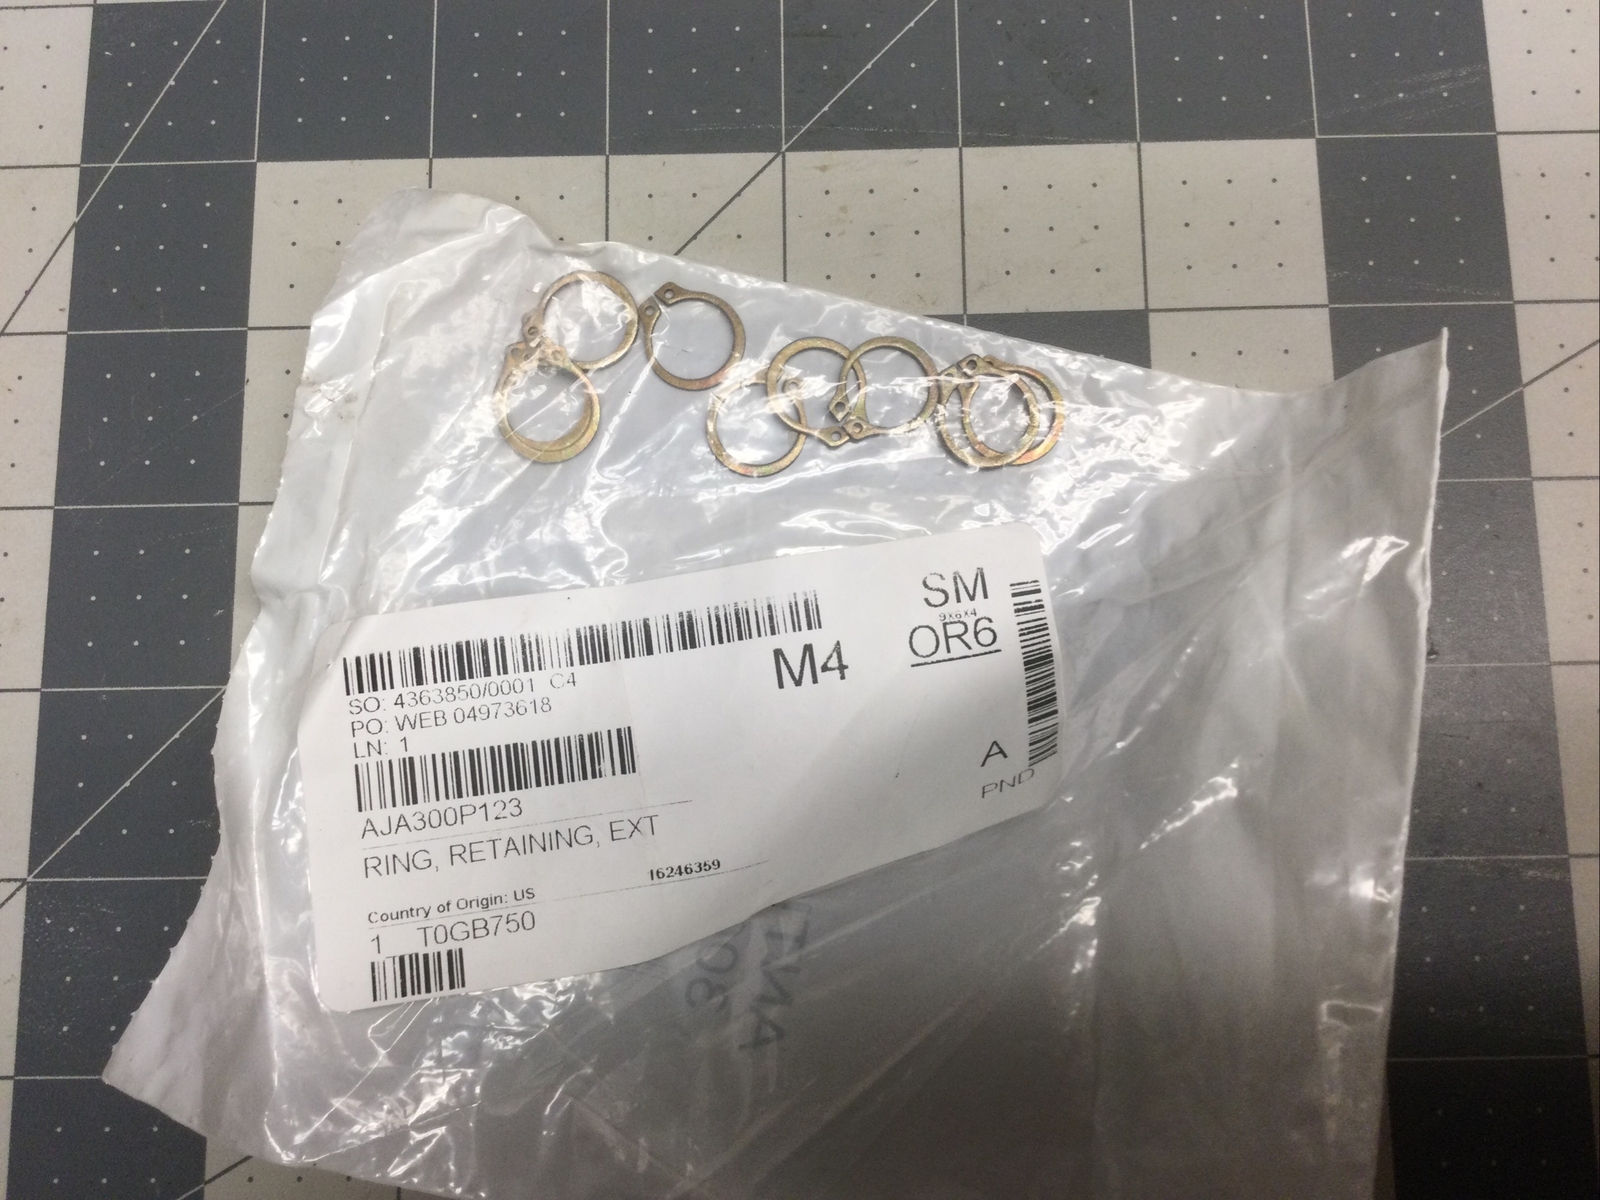 SO: 4363850/0001 C4
PO: WEB 04973618
LN: 1
M4
SM
9X6X4
OR6
A
PND
AJA300P123
RING, RETAINING, EXT
16246359
Country of Origin: US
1 T0GB750